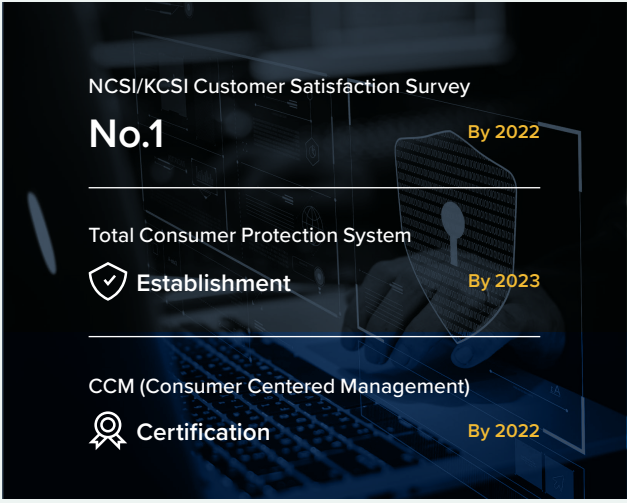 NCSI/KCSI Customer Satisfaction Survey
No.1 By 2022
Total Consumer Protection System
Establishment By 2023
CCM (Consumer Centered Management)
Certification By 2022